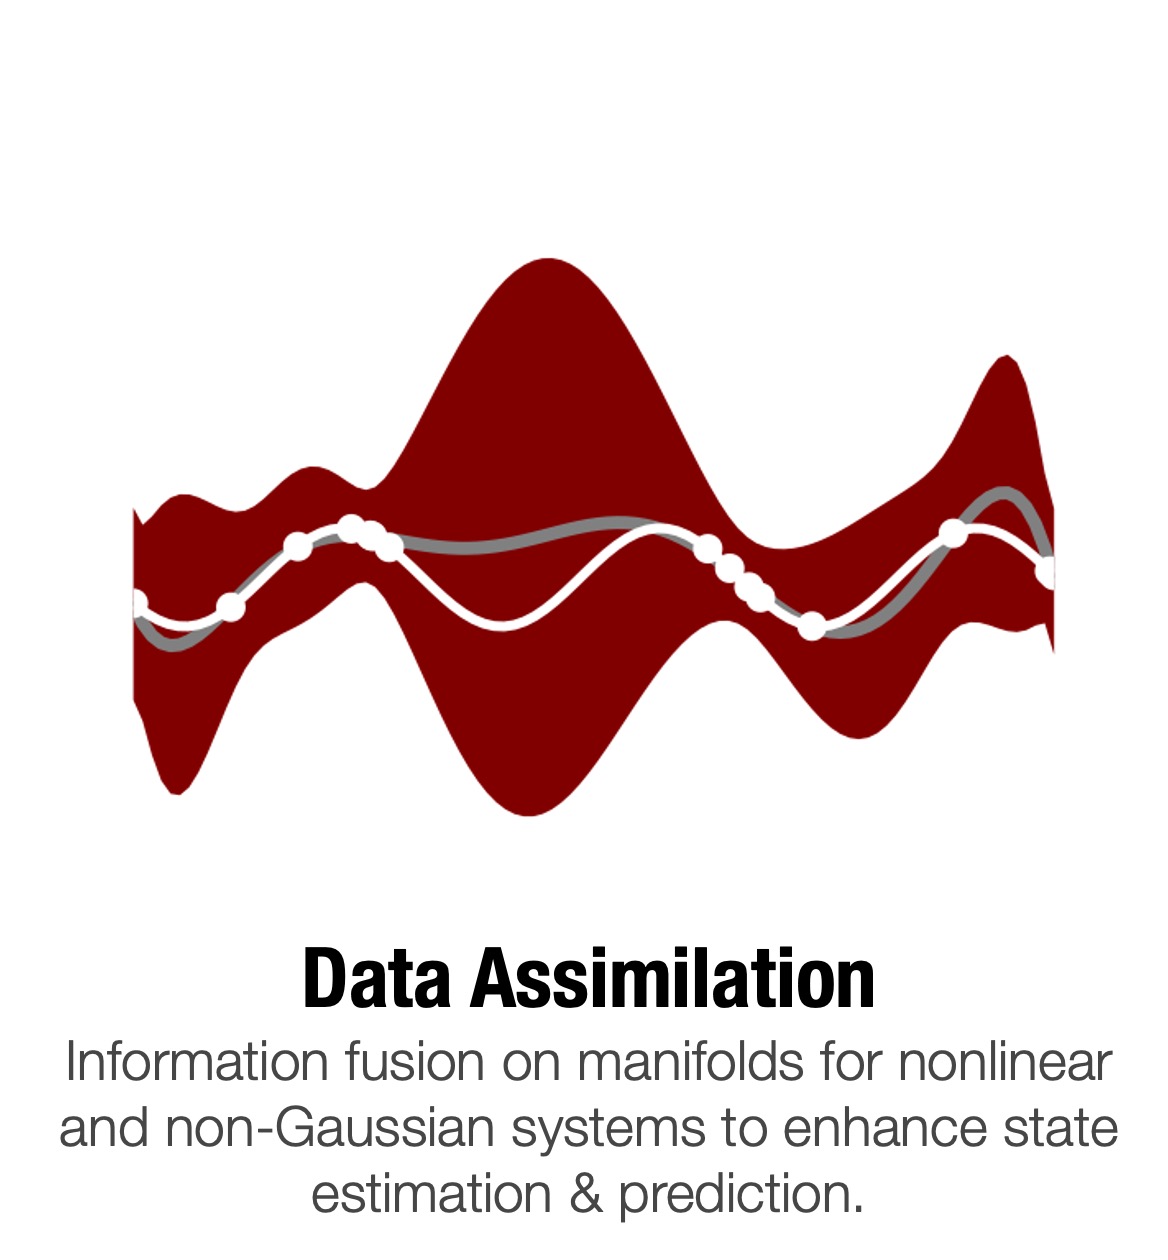 Data Assimilation
Information fusion on manifolds for nonlinear
and non-Gaussian systems to enhance state
estimation & prediction.